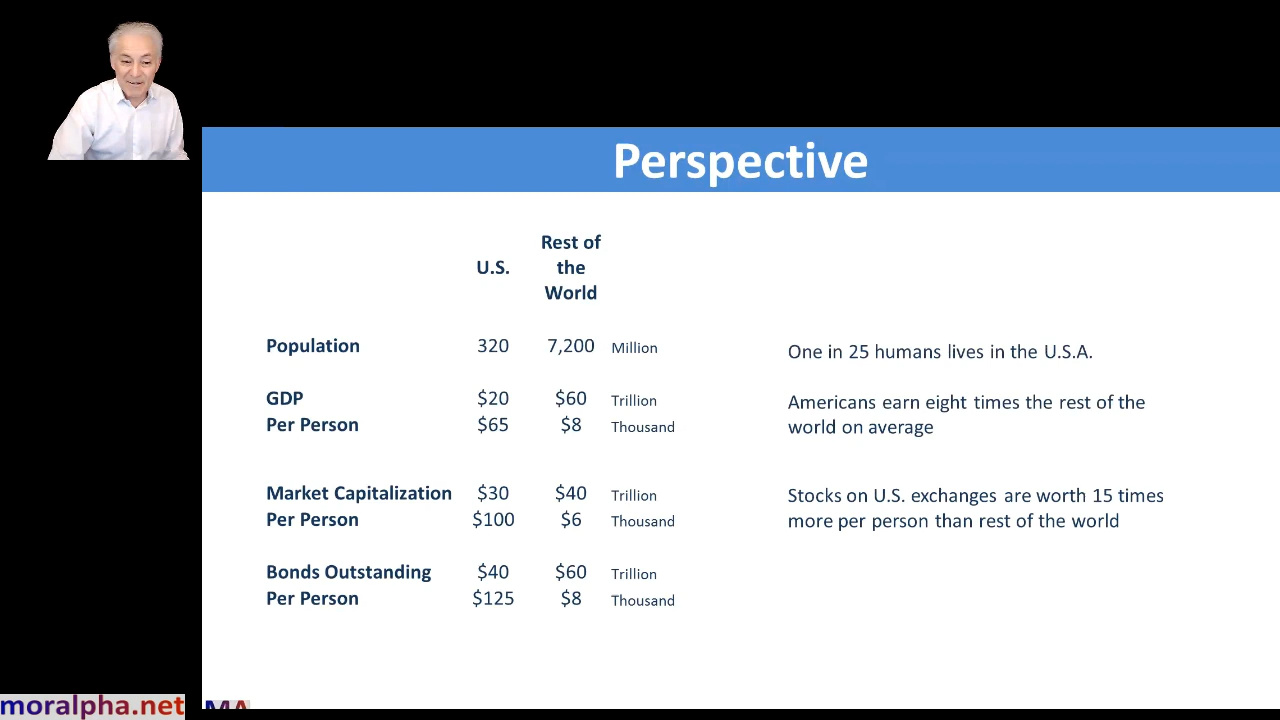 Perspective
U.S.
Rest of
the
World
Population 320 7,200 Million
One in 25 humans lives in the U.S.A.
GDP $20 $60 Trillion
Per Person $65 $8 Thousand
Americans earn eight times the rest of the
world on average
Market Capitalization $30 $40 Trillion
Per Person $100 $6 Thousand
Stocks on U.S. exchanges are worth 15 times
more per person than rest of the world
Bonds Outstanding $40 $60 Trillion
Per Person $125 $8 Thousand
moralpha.net
MA